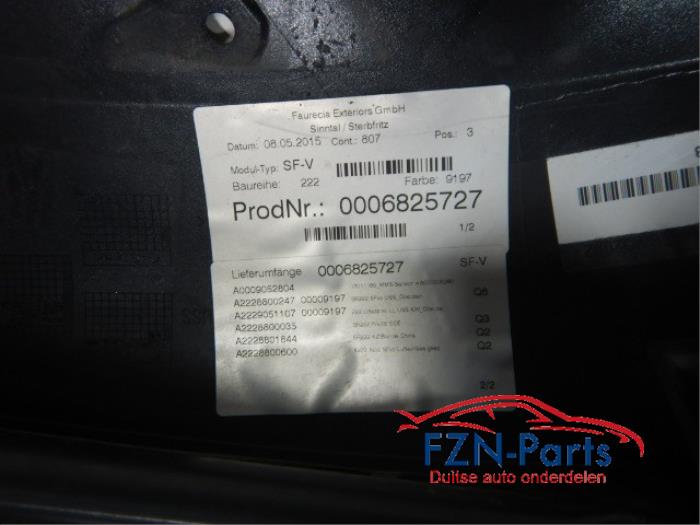 Faurecia Exteriors GmbH
Sinntal / Sterbfritz
Datum: 08.05.2015 Cont.: 807 Pos.: 3
Modul-Typ: SF-V
Baureihe: 222 Farbe: 9197
ProdNr.: 0006825727
1/2
Lieferumfänge 0006825727 SF-V
A0009052804
A2228800247 00009197 Q6
A2229051107 00009197
A2228800035 Q3
A2228801844 Q2
A2228800600 Q2
2/2
FZN-Parts
Duitse auto onderdelen